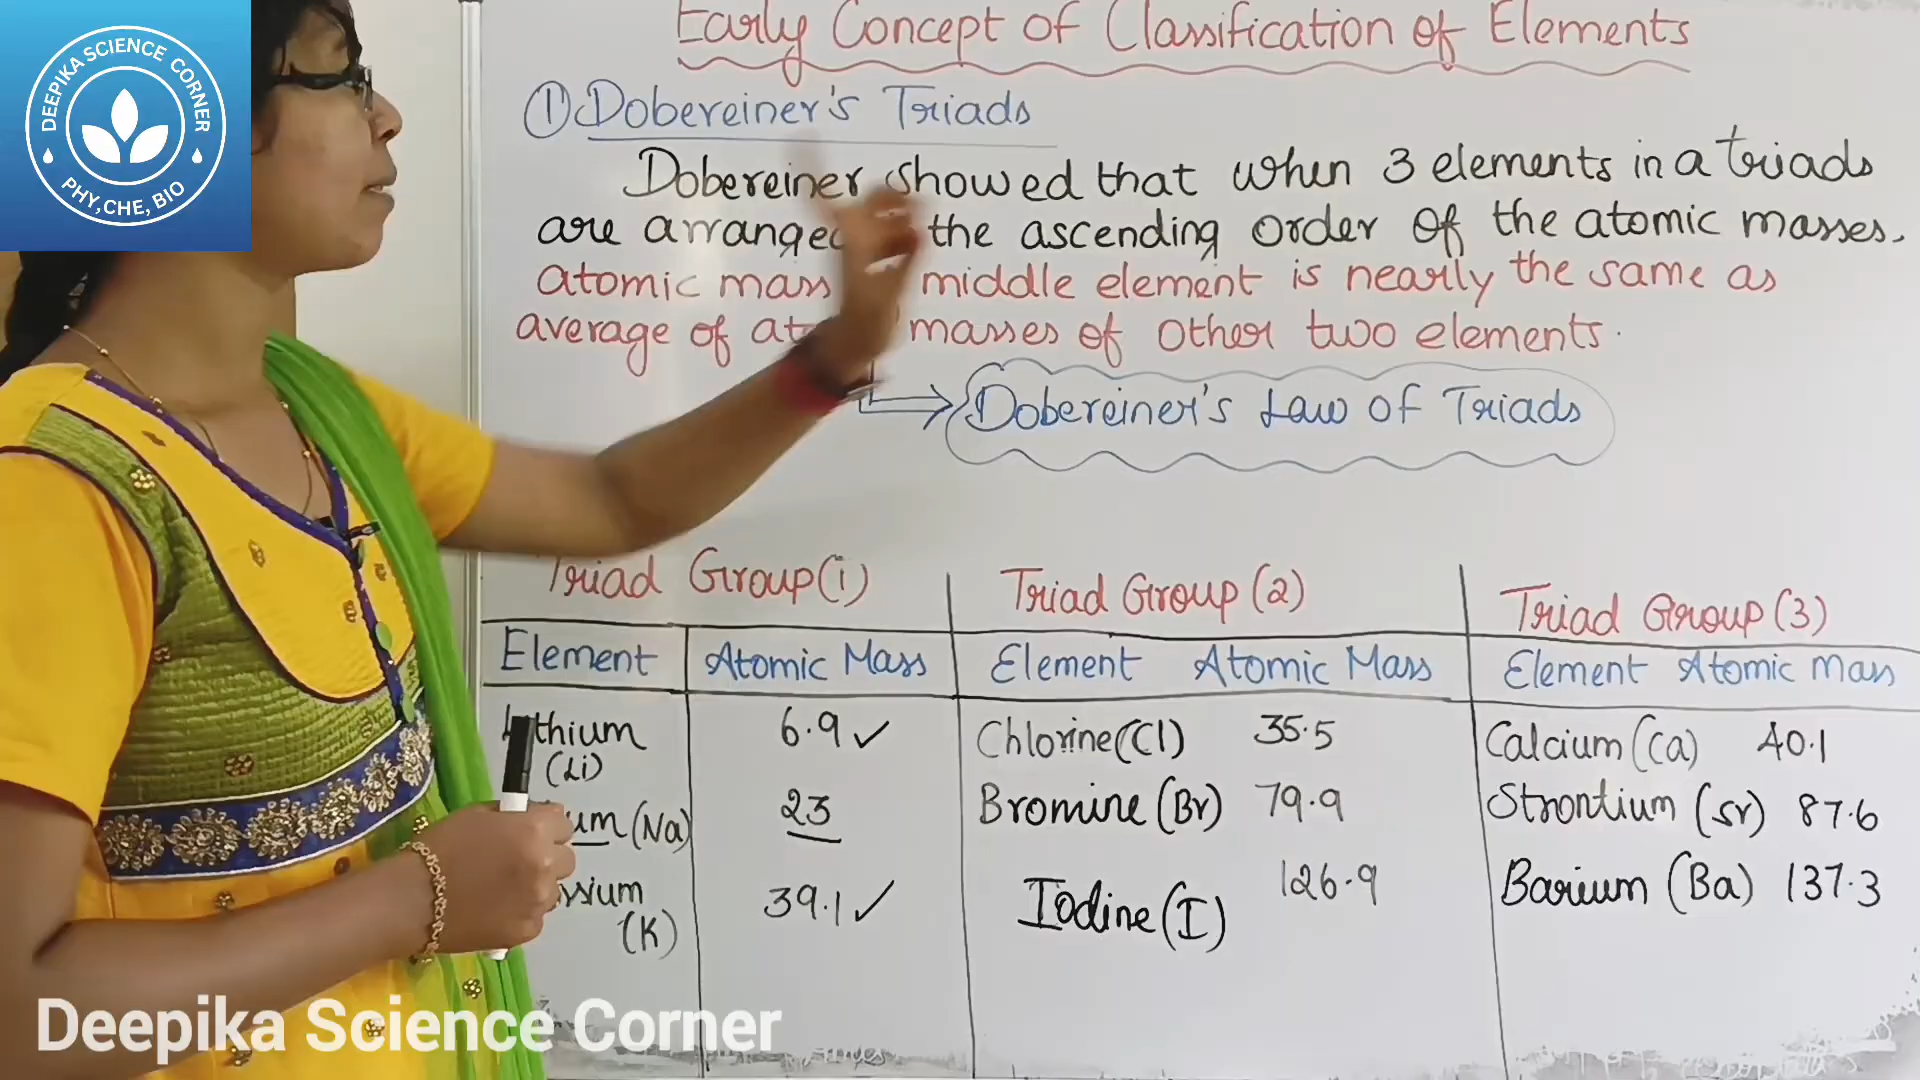 DEEPIKA SCIENCE CORNER
PHY,CHE, BIO
Early Concept of Classification of Elements
① Dobereiner's Triads
Dobereiner showed that when 3 elements in a triads
are arranged the ascending order of the atomic masses.
atomic mass middle element is nearly the same as
average of masses of other two elements.
Dobereiner's Law of Triads
Triad Group(1) Triad Group (2) Triad Group (3)
Element Atomic Mass Element Atomic Mass Element Atomic mass
6.9 ✓ Chlorine(Cl) 35.5 Calcium(Ca) 40.1
(Li)
(Na) 23 Bromine(Br) 79.9 Strontium (Sr) 87.6
39.1 ✓ Iodine(I) 126.9 Barium (Ba) 137.3
(K)
Deepika Science Corner